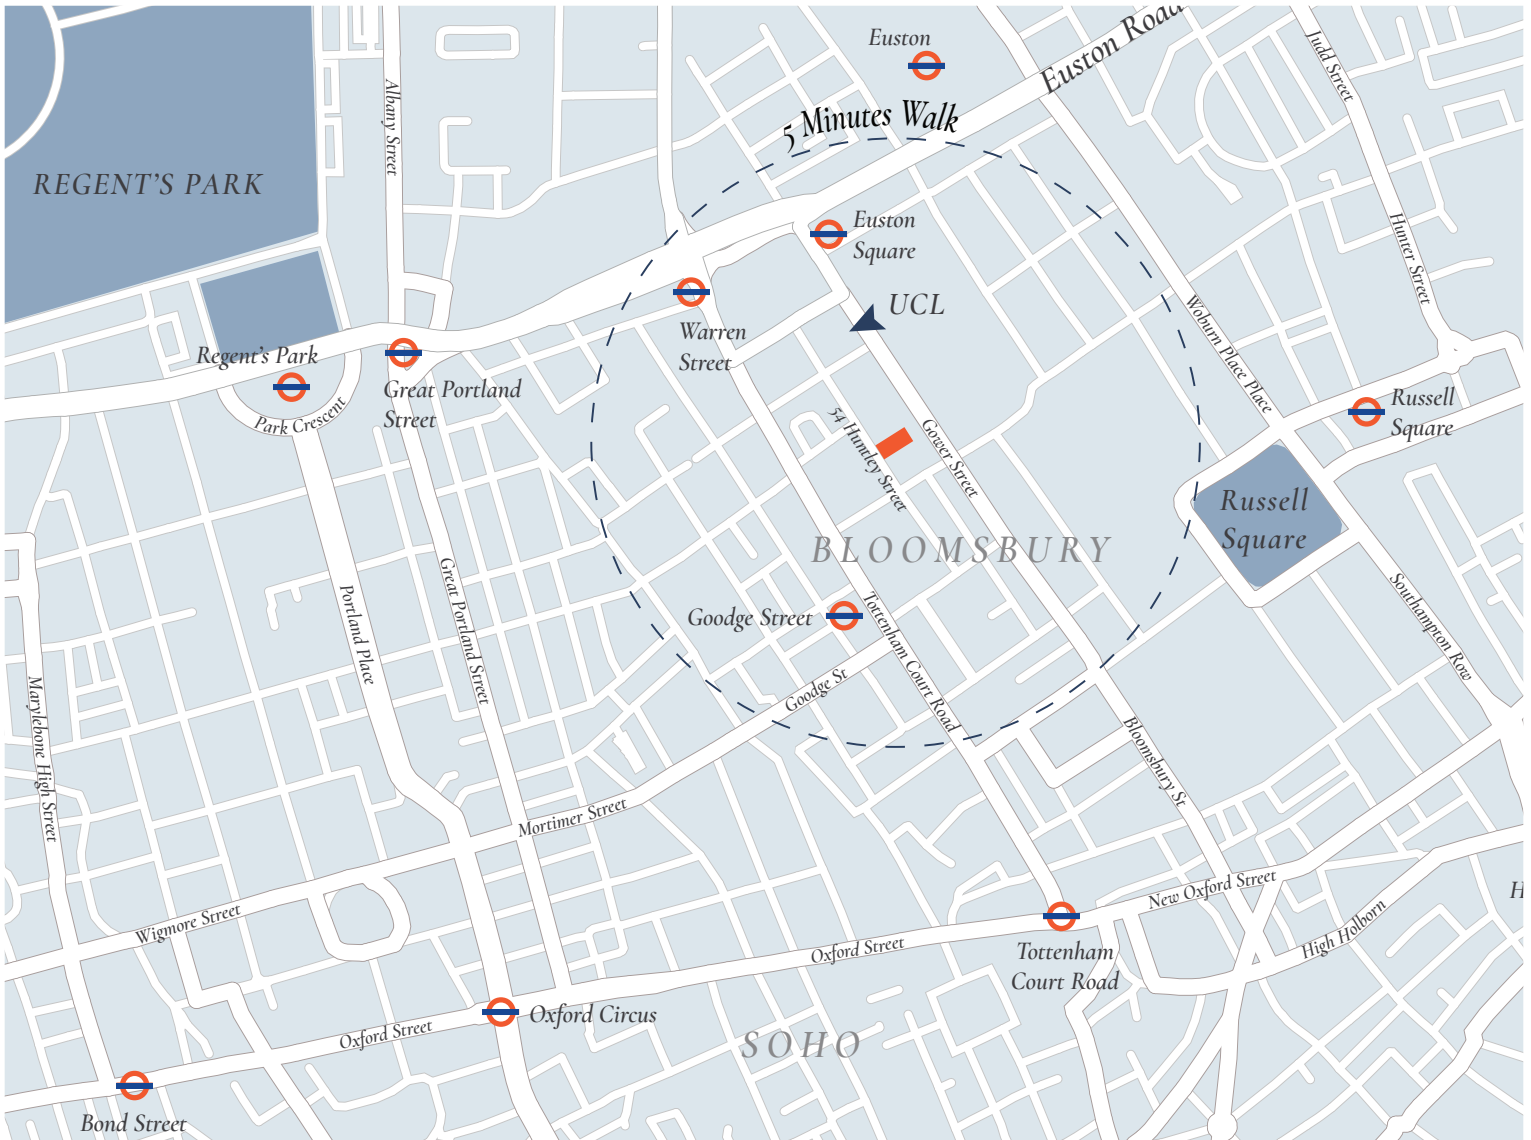 Euston Road
Judd Street
Euston
5 Minutes Walk
Albany Street
REGENT'S PARK
Euston
Square
Hunter Street
UCL
Woburn Place Place
Warren
Street
Regent's Park
Great Portland
Street
Park Crescent
Russell
Square
54 Huntley Street
Gower Street
Russell
Square
BLOOMSBURY
Great Portland Street
Portland Place
Southampton Row
Goodge Street
Tottenham Court Road
Goodge St
Marylebone High Street
Bloomsbury St
Mortimer Street
New Oxford Street
Wigmore Street
High Holborn
H
Oxford Street
Tottenham
Court Road
Oxford Circus
Oxford Street
SOHO
Bond Street